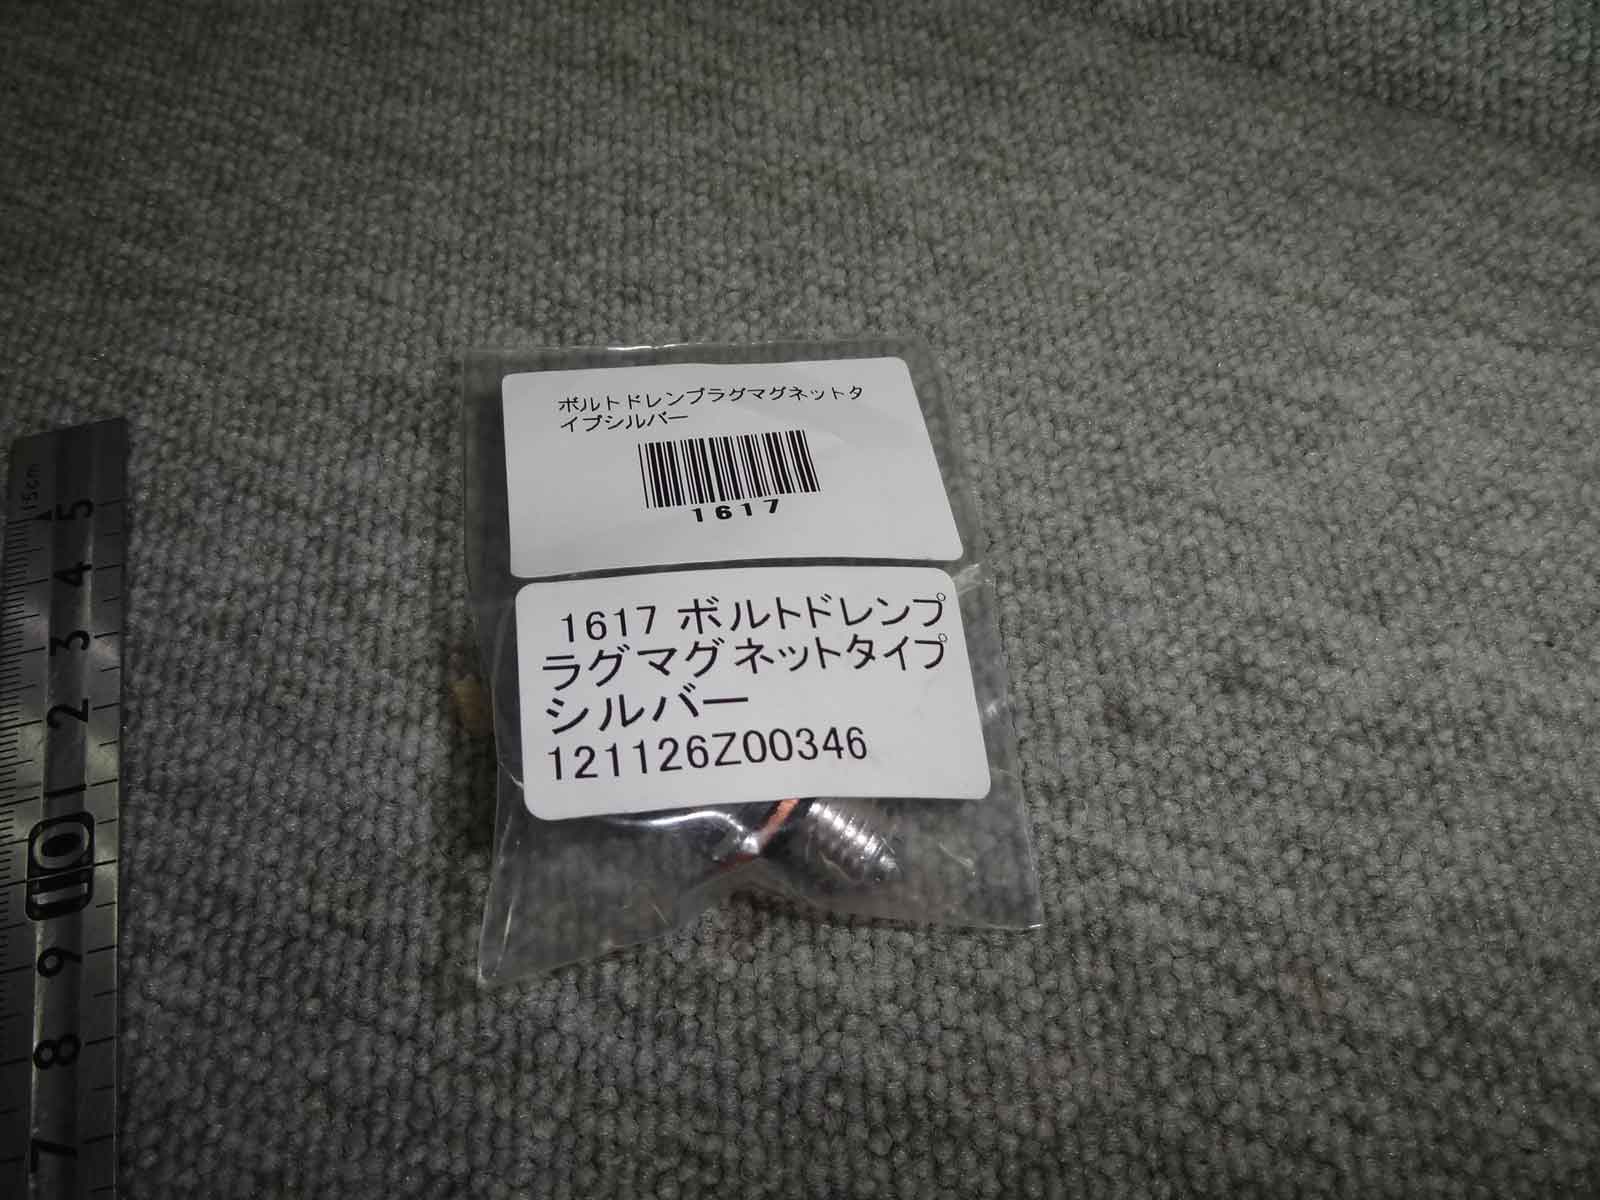 ボルトドレンプラグマグネットタ
イプシルバー
1617
1617 ボルトドレンプ
ラグマグネットタイプ
シルバー
121126Z00346
15cm
5
4
3
2
1
10
9
8
7